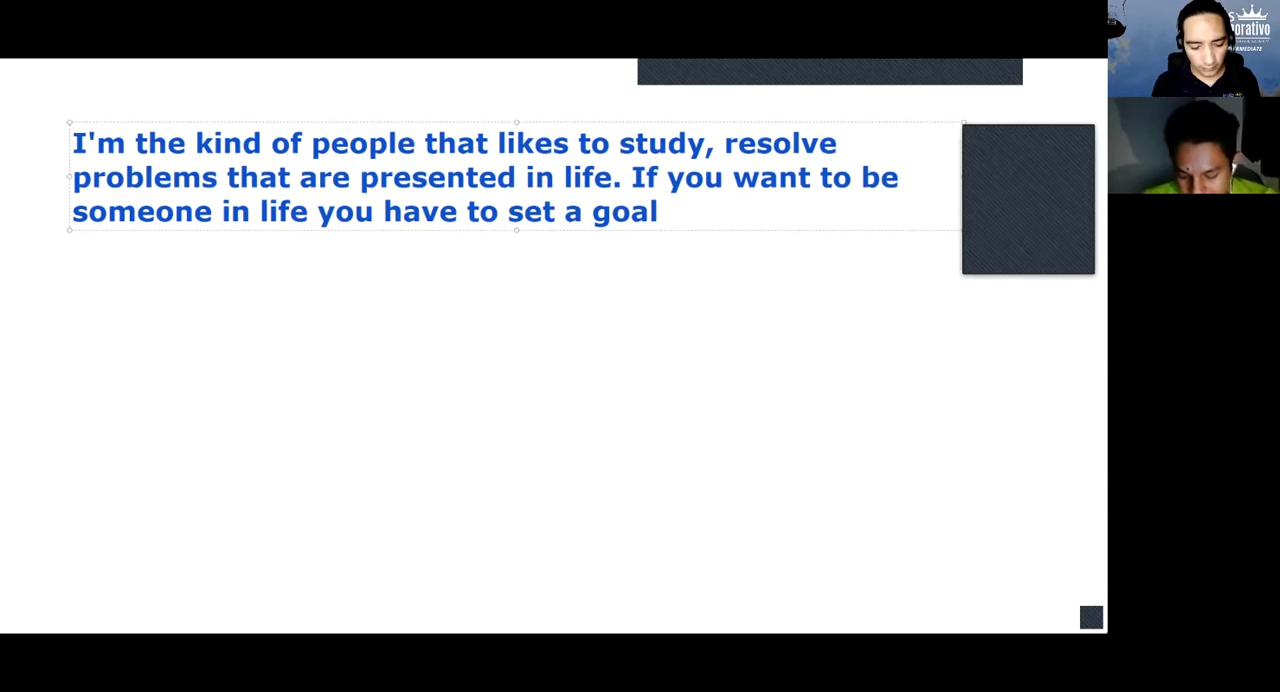 I'm the kind of people that likes to study, resolve
problems that are presented in life. If you want to be
someone in life you have to set a goal